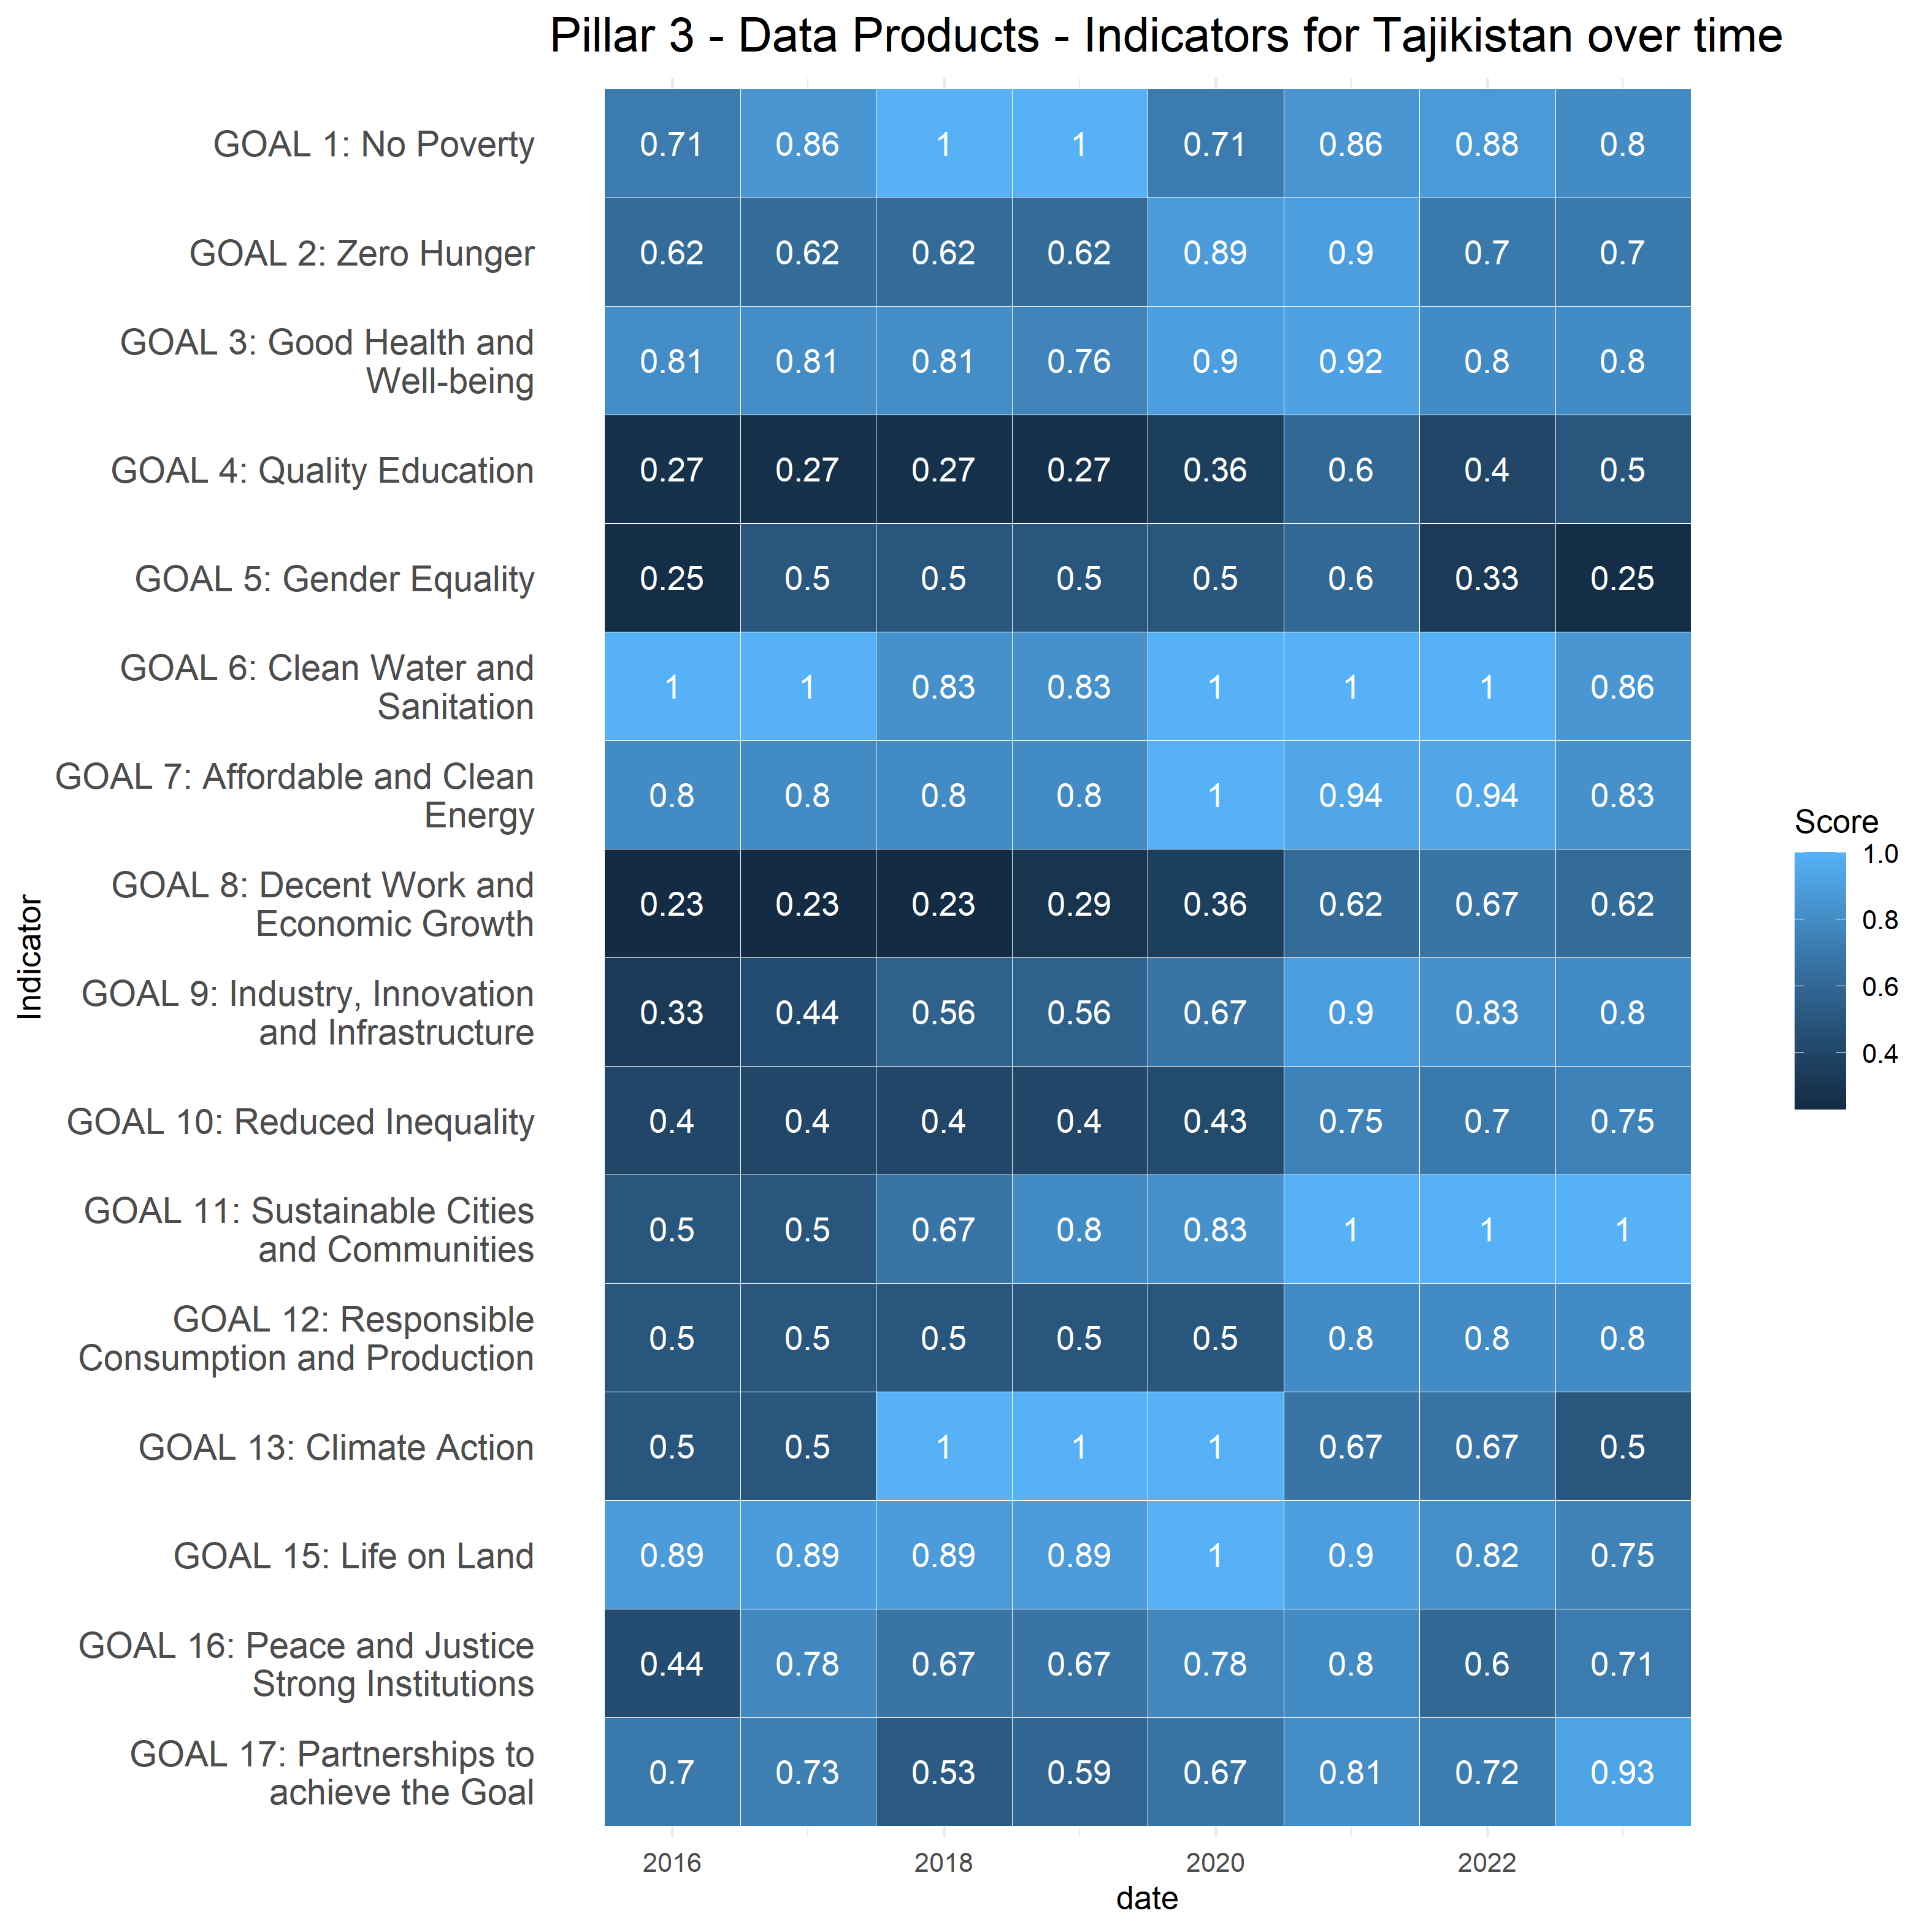 Pillar 3 - Data Products - Indicators for Tajikistan over time
GOAL 1: No Poverty
0.71 0.86 1 1 0.71 0.86 0.88 0.8
GOAL 2: Zero Hunger
0.62 0.62 0.62 0.62 0.89 0.9 0.7 0.7
GOAL 3: Good Health and
Well-being
0.81 0.81 0.81 0.76 0.9 0.92 0.8 0.8
GOAL 4: Quality Education
0.27 0.27 0.27 0.27 0.36 0.6 0.4 0.5
GOAL 5: Gender Equality
0.25 0.5 0.5 0.5 0.5 0.6 0.33 0.25
GOAL 6: Clean Water and
Sanitation
1 1 0.83 0.83 1 1 1 0.86
GOAL 7: Affordable and Clean
Energy
0.8 0.8 0.8 0.8 1 0.94 0.94 0.83
GOAL 8: Decent Work and
Economic Growth
0.23 0.23 0.23 0.29 0.36 0.62 0.67 0.62
GOAL 9: Industry, Innovation
and Infrastructure
0.33 0.44 0.56 0.56 0.67 0.9 0.83 0.8
GOAL 10: Reduced Inequality
0.4 0.4 0.4 0.4 0.43 0.75 0.7 0.75
GOAL 11: Sustainable Cities
and Communities
0.5 0.5 0.67 0.8 0.83 1 1 1
GOAL 12: Responsible
Consumption and Production
0.5 0.5 0.5 0.5 0.5 0.8 0.8 0.8
GOAL 13: Climate Action
0.5 0.5 1 1 1 0.67 0.67 0.5
GOAL 15: Life on Land
0.89 0.89 0.89 0.89 1 0.9 0.82 0.75
GOAL 16: Peace and Justice
Strong Institutions
0.44 0.78 0.67 0.67 0.78 0.8 0.6 0.71
GOAL 17: Partnerships to
achieve the Goal
0.7 0.73 0.53 0.59 0.67 0.81 0.72 0.93
2016 2018 2020 2022
date
Indicator
Score
1.0
0.8
0.6
0.4